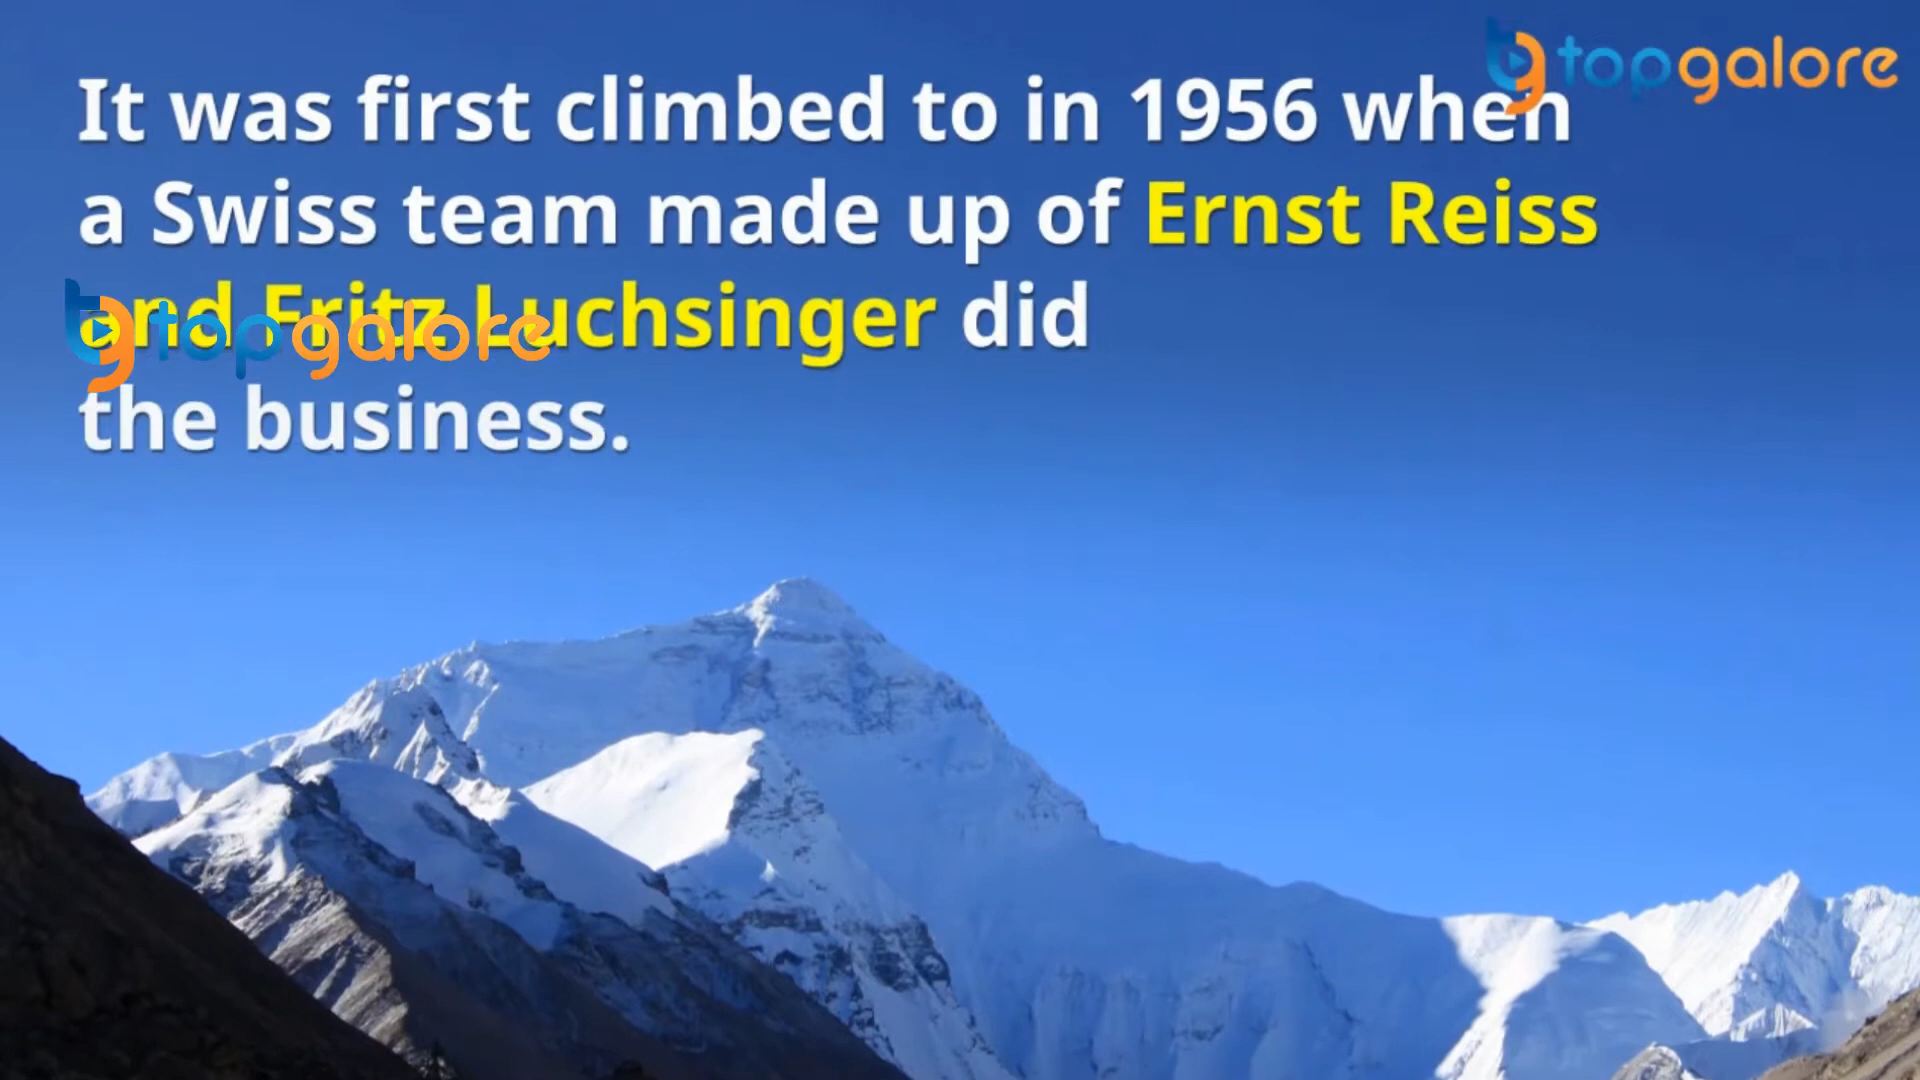 topgalore
It was first climbed to in 1956 when
a Swiss team made up of Ernst Reiss
and Fritz Luchsinger did
topgalore
the business.